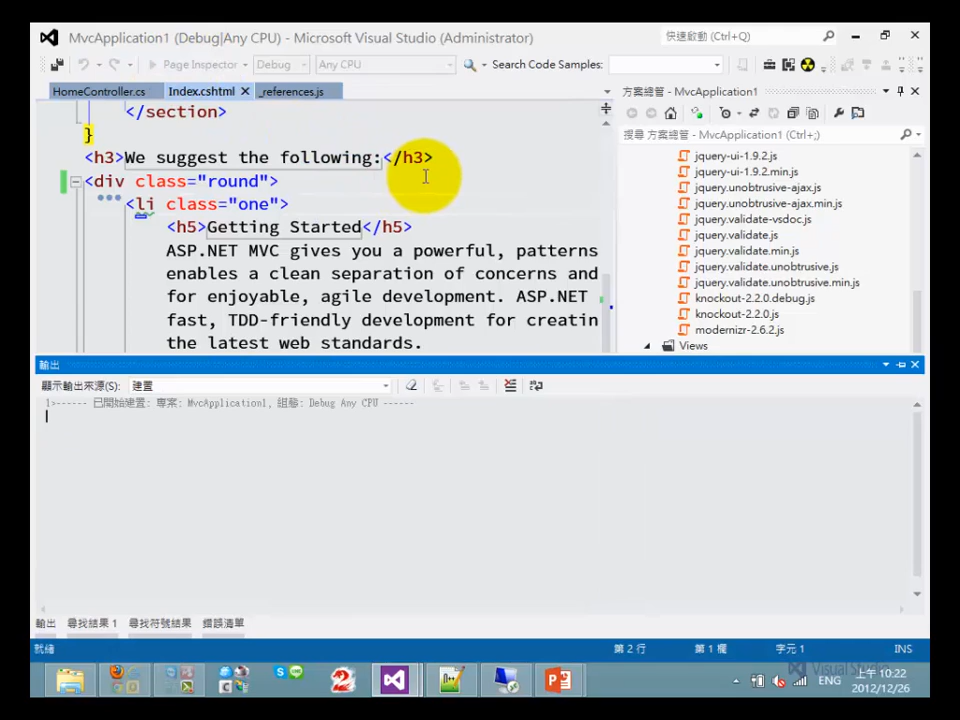 MvcApplication1 (Debug|Any CPU) - Microsoft Visual Studio (Administrator)
快速啟動 (Ctrl+Q)
Page Inspector
Debug
Any CPU
Search Code Samples:
HomeController.cs
Index.cshtml
_references.js
方案總管 - MvcApplication1
搜尋 方案總管 - MvcApplication1 (Ctrl+;)
</section>
}
<h3>We suggest the following:</h3>
<div class="round">
<li class="one">
<h5>Getting Started</h5>
ASP.NET MVC gives you a powerful, patterns
enables a clean separation of concerns and
for enjoyable, agile development. ASP.NET
fast, TDD-friendly development for creatin
the latest web standards.
jquery-ui-1.9.2.js
jquery-ui-1.9.2.min.js
jquery.unobtrusive-ajax.js
jquery.unobtrusive-ajax.min.js
jquery.validate-vsdoc.js
jquery.validate.js
jquery.validate.min.js
jquery.validate.unobtrusive.js
jquery.validate.unobtrusive.min.js
knockout-2.2.0.debug.js
knockout-2.2.0.js
modernizr-2.6.2.js
Views
輸出
顯示輸出來源(S):
建置
1>------ 已開始建置: 專案: MvcApplication1, 組態: Debug Any CPU ------
輸出
尋找結果 1
尋找符號結果
錯誤清單
就緒
第 2 行
第 1 欄
字元 1
INS
Visual Studio
ENG
上午 10:22
2012/12/26